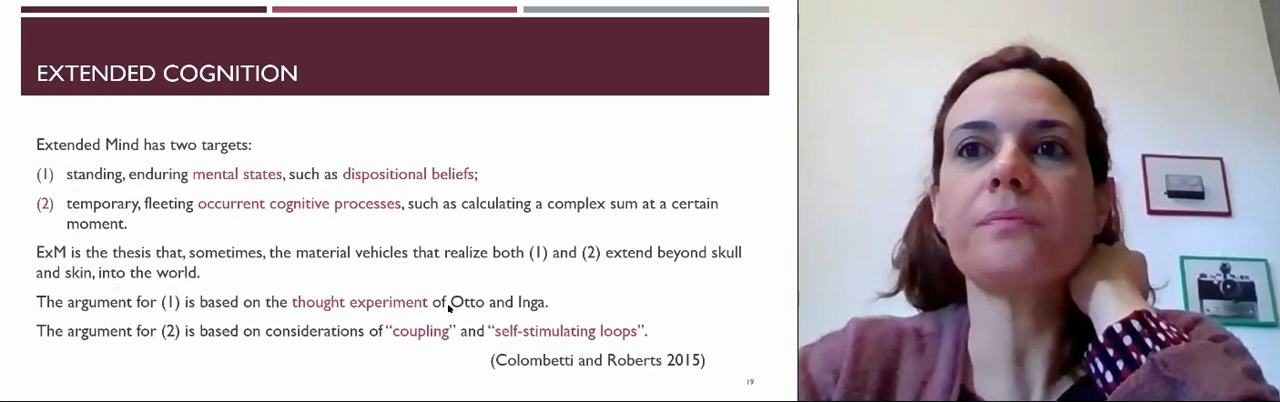 EXTENDED COGNITION
Extended Mind has two targets:
(1) standing, enduring mental states, such as dispositional beliefs;
(2) temporary, fleeting occurrent cognitive processes, such as calculating a complex sum at a certain
moment.
ExM is the thesis that, sometimes, the material vehicles that realize both (1) and (2) extend beyond skull
and skin, into the world.
The argument for (1) is based on the thought experiment of Otto and Inga.
The argument for (2) is based on considerations of “coupling” and “self-stimulating loops”.
(Colombetti and Roberts 2015)
19